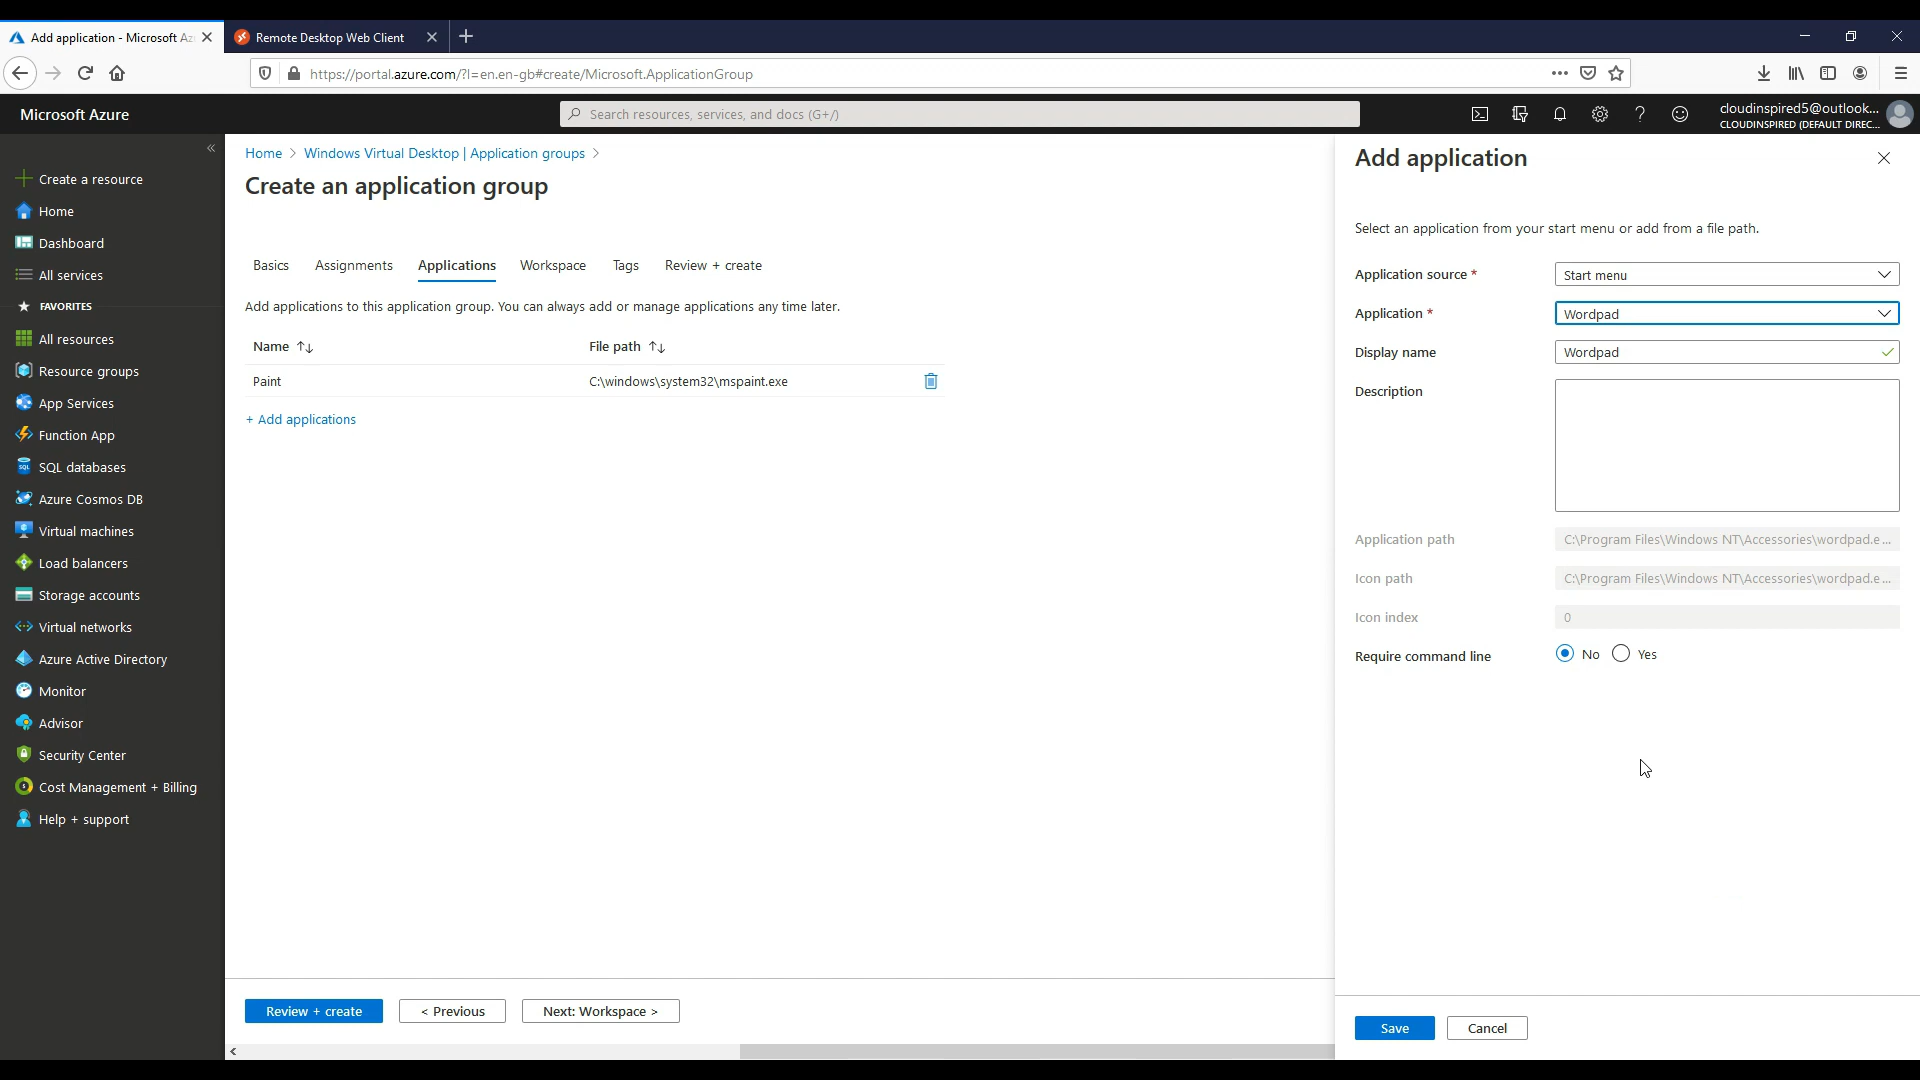 Add application - Microsoft Az
Remote Desktop Web Client
https://portal.azure.com/?l=en.en-gb#create/Microsoft.ApplicationGroup
Microsoft Azure
Search resources, services, and docs (G+/)
cloudinspired5@outlook...
CLOUDINSPIRED (DEFAULT DIREC...
Create a resource
Home
Dashboard
All services
FAVORITES
All resources
Resource groups
App Services
Function App
SQL databases
Azure Cosmos DB
Virtual machines
Load balancers
Storage accounts
Virtual networks
Azure Active Directory
Monitor
Advisor
Security Center
Cost Management + Billing
Help + support
Home > Windows Virtual Desktop | Application groups >
Create an application group
Basics Assignments Applications Workspace Tags Review + create
Add applications to this application group. You can always add or manage applications any time later.
Name ↑↓ File path ↑↓
Paint C:\windows\system32\mspaint.exe
+ Add applications
Review + create < Previous Next: Workspace >
Add application
Select an application from your start menu or add from a file path.
Application source * Start menu
Application * Wordpad
Display name Wordpad
Description
Application path C:\Program Files\Windows NT\Accessories\wordpad.e...
Icon path C:\Program Files\Windows NT\Accessories\wordpad.e...
Icon index 0
Require command line No Yes
Save Cancel